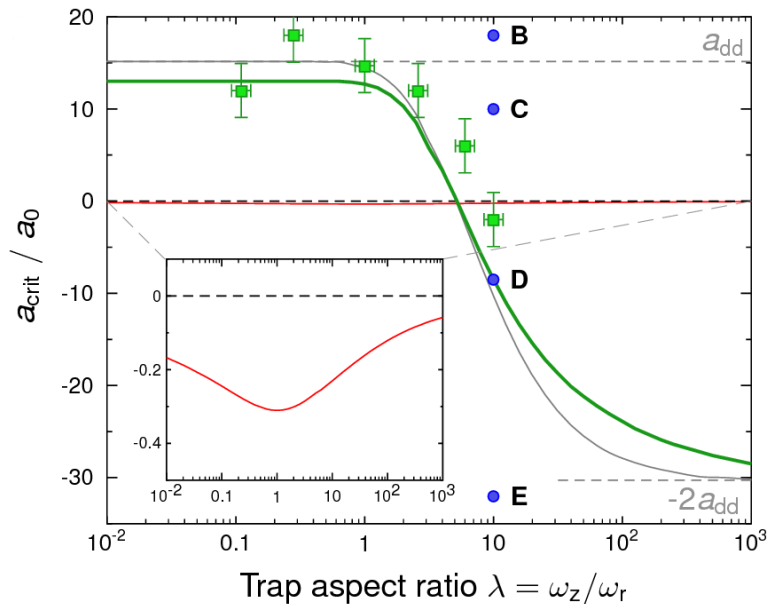 20
B
a_dd
15
C
10
5
0
a_crit / a_0
0
D
-10
-0.2
-20
-0.4
E
-30
-2a_dd
10^-2 0.1 1 10 10^2 10^3
10^-2 0.1 1 10 10^2 10^3
Trap aspect ratio λ = ω_z/ω_r